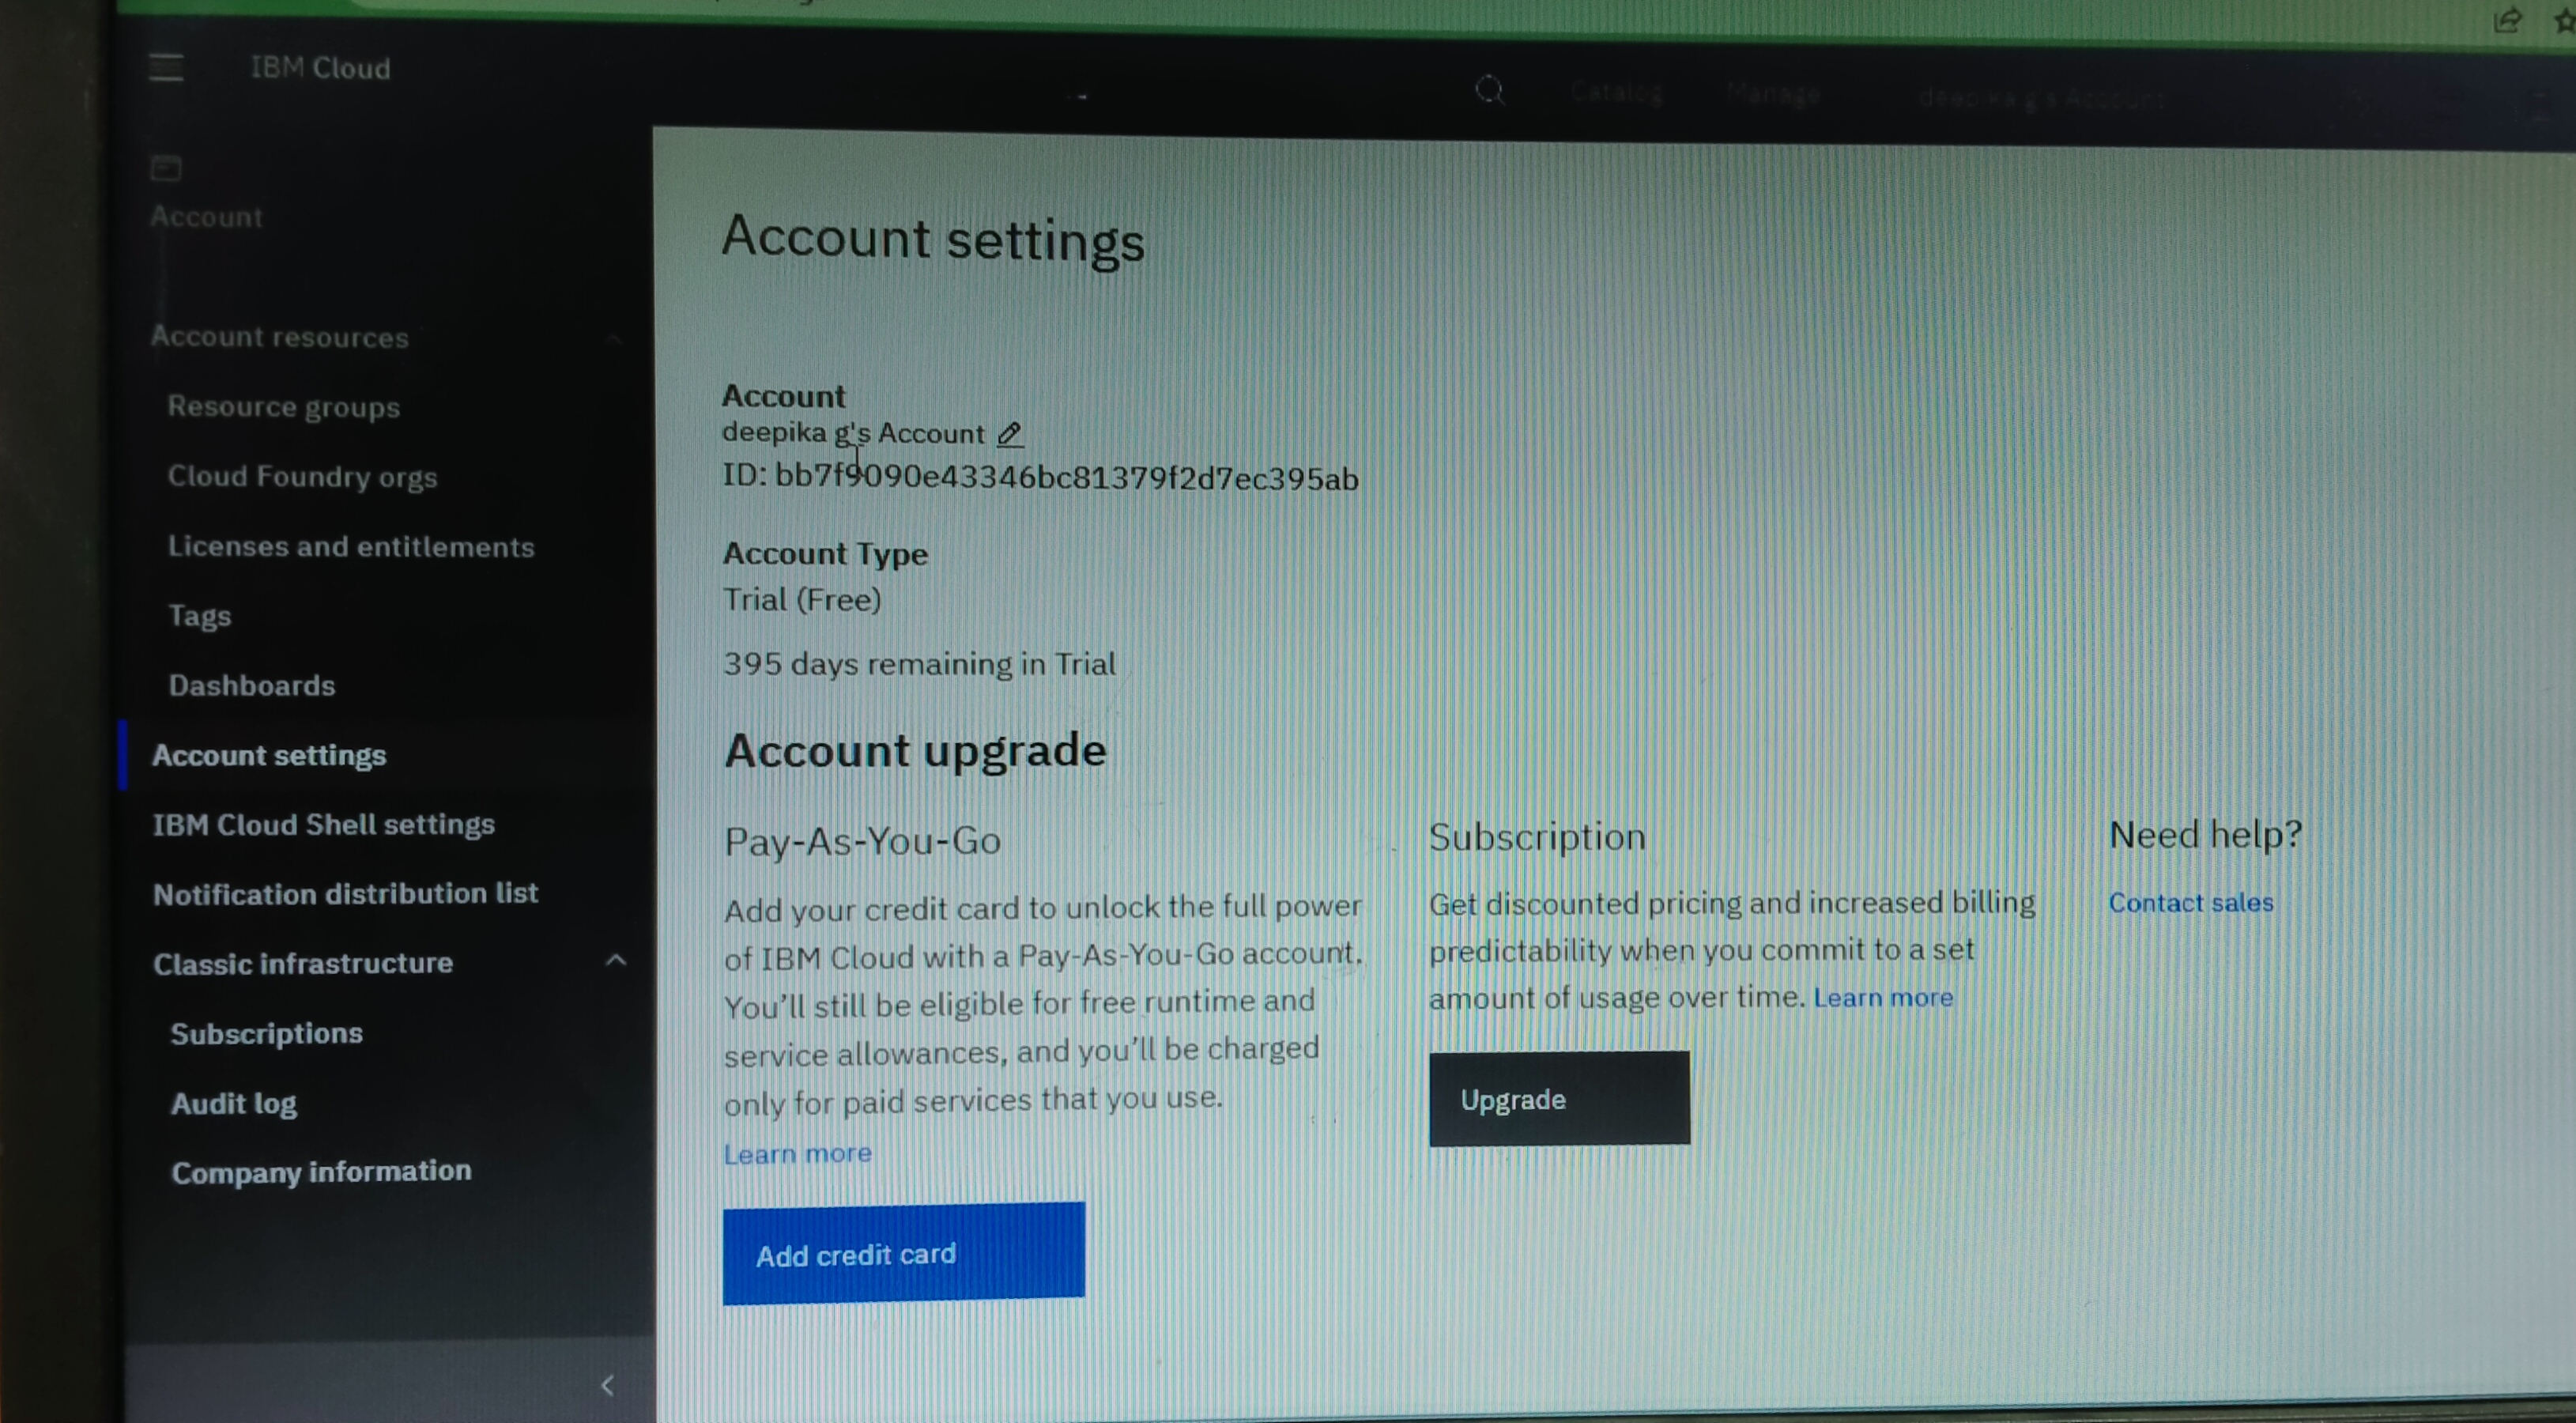 IBM Cloud
Catalog
Manage
deepika g's Account
Account
Account resources
Resource groups
Cloud Foundry orgs
Licenses and entitlements
Tags
Dashboards
Account settings
IBM Cloud Shell settings
Notification distribution list
Classic infrastructure
Subscriptions
Audit log
Company information
Account settings
Account
deepika g's Account
ID: bb7f9090e43346bc81379f2d7ec395ab
Account Type
Trial (Free)
395 days remaining in Trial
Account upgrade
Pay-As-You-Go
Add your credit card to unlock the full power
of IBM Cloud with a Pay-As-You-Go account.
You'll still be eligible for free runtime and
service allowances, and you'll be charged
only for paid services that you use.
Learn more
Add credit card
Subscription
Get discounted pricing and increased billing
predictability when you commit to a set
amount of usage over time. Learn more
Upgrade
Need help?
Contact sales